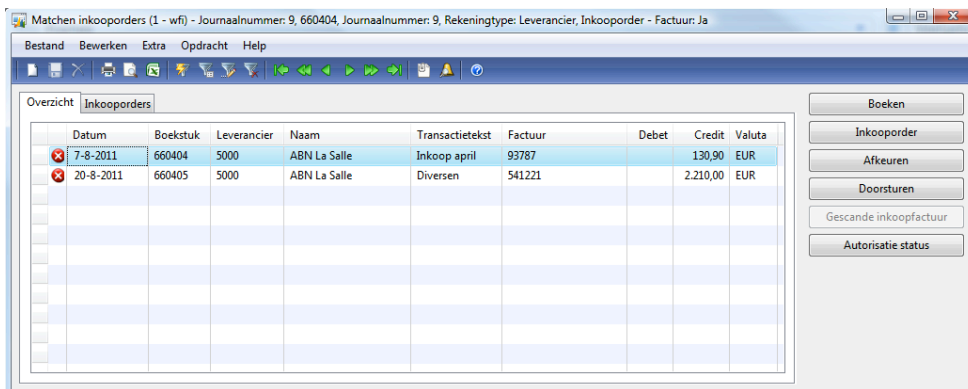 Matchen inkooporders (1 - wfi) - Journaalnummer: 9, 660404, Journaalnummer: 9, Rekeningtype: Leverancier, Inkooporder - Factuur: Ja
Bestand Bewerken Extra Opdracht Help
Overzicht Inkooporders
Datum Boekstuk Leverancier Naam Transactietekst Factuur Debet Credit Valuta
7-8-2011 660404 5000 ABN La Salle Inkoop april 93787 130,90 EUR
20-8-2011 660405 5000 ABN La Salle Diversen 541221 2.210,00 EUR
Boeken
Inkooporder
Afkeuren
Doorsturen
Gescande inkoopfactuur
Autorisatie status